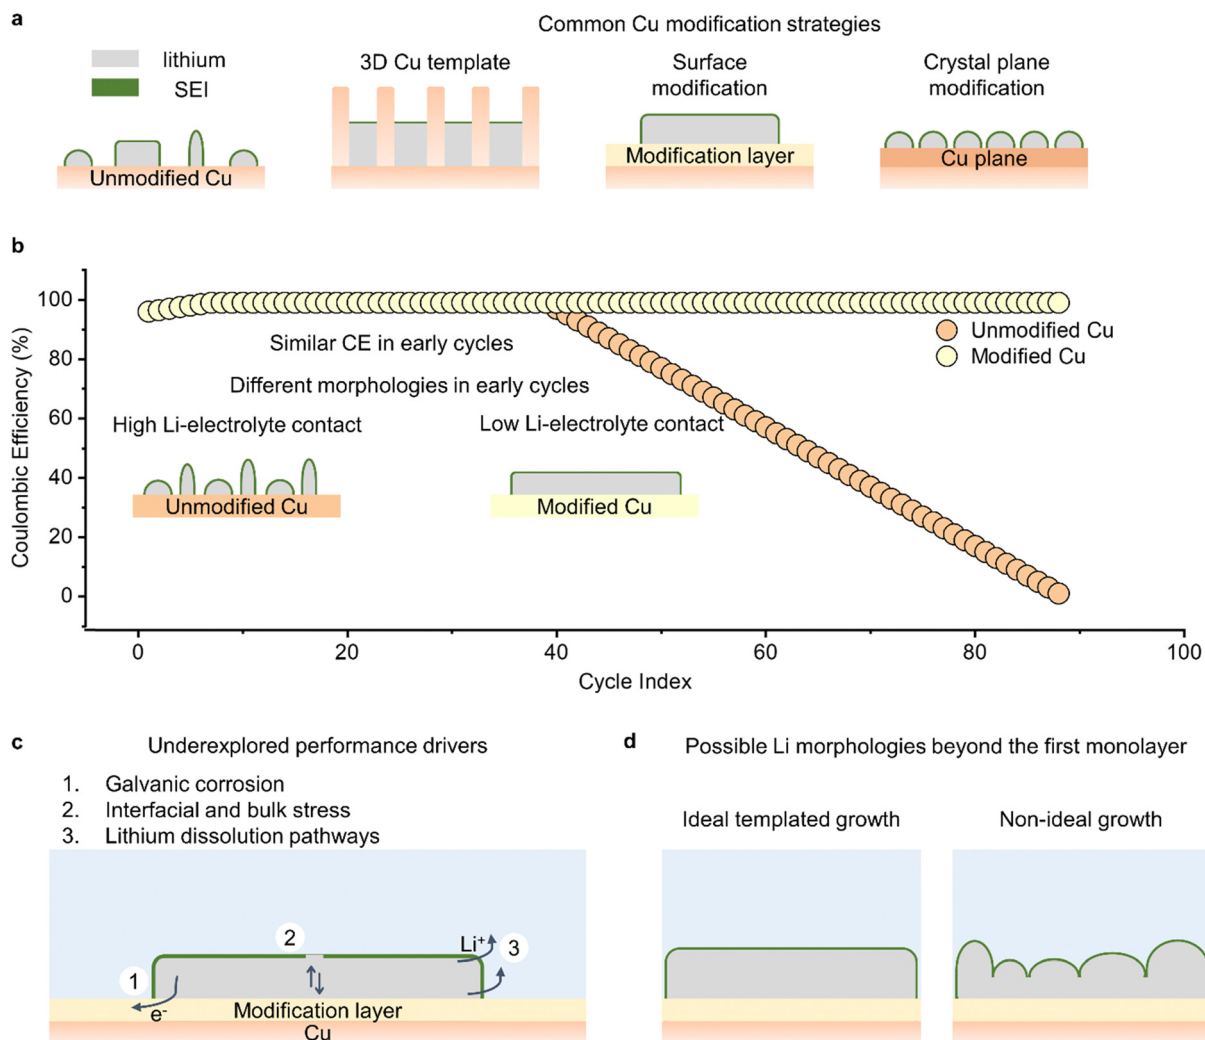 a
Common Cu modification strategies
lithium
SEI
3D Cu template
Surface
modification
Crystal plane
modification
Unmodified Cu
Modification layer
Cu plane
b
Coulombic Efficiency (%)
100
80
60
40
20
0
Similar CE in early cycles
Different morphologies in early cycles
High Li-electrolyte contact
Low Li-electrolyte contact
Unmodified Cu
Modified Cu
Unmodified Cu
Modified Cu
0 20 40 60 80 100
Cycle Index
c
Underexplored performance drivers
1. Galvanic corrosion
2. Interfacial and bulk stress
3. Lithium dissolution pathways
1
2
3
Li⁺
e⁻
Modification layer
Cu
d
Possible Li morphologies beyond the first monolayer
Ideal templated growth
Non-ideal growth